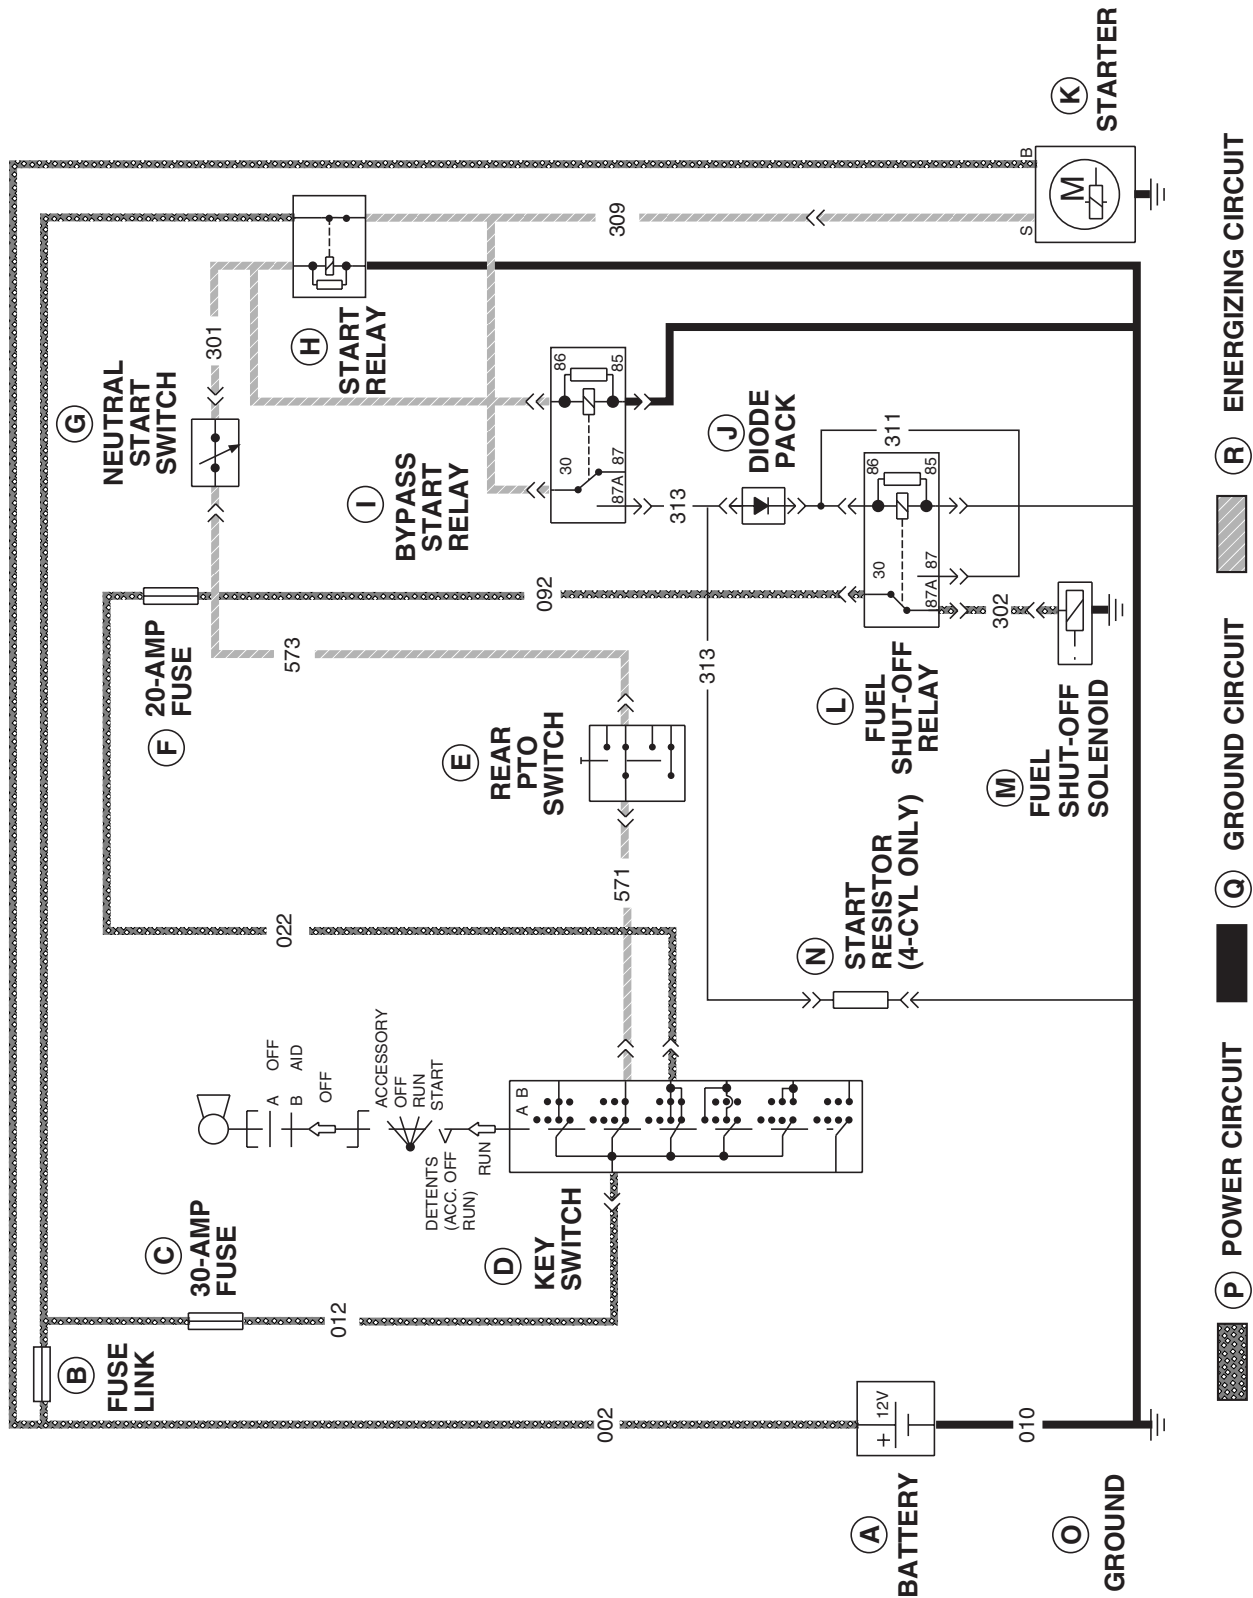 A
BATTERY
O
GROUND
002
+
12V
010
B
FUSE
LINK
C
30-AMP
FUSE
012
D
KEY
SWITCH
A OFF
B AID
OFF
ACCESSORY
OFF
RUN
START
DETENTS
(ACC. OFF
RUN)
RUN
A B
022
571
E
REAR
PTO
SWITCH
F
20-AMP
FUSE
573
092
G
NEUTRAL
START
SWITCH
301
H
START
RELAY
I
BYPASS
START
RELAY
86
85
30
87
87A
313
313
J
DIODE
PACK
311
86
85
30
87
87A
302
L
FUEL
SHUT-OFF
RELAY
M
FUEL
SHUT-OFF
SOLENOID
N
START
RESISTOR
(4-CYL ONLY)
309
S
B
M
K
STARTER
P POWER CIRCUIT
Q GROUND CIRCUIT
R ENERGIZING CIRCUIT